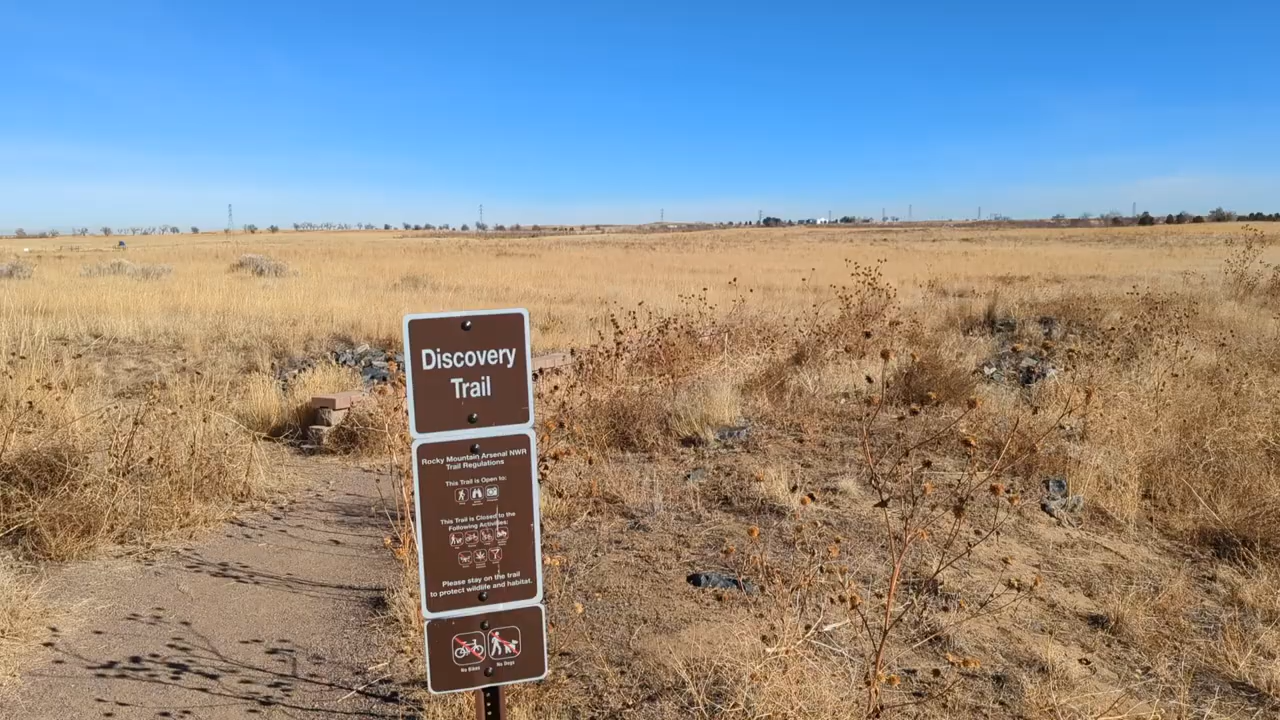 Discovery
Trail
Rocky Mountain Arsenal NWR
Trail Regulations
This Trail is Open to:
This Trail is Closed to the
Following Activities:
Please stay on the trail
to protect wildlife and habitat.
No Bikes
No Dogs